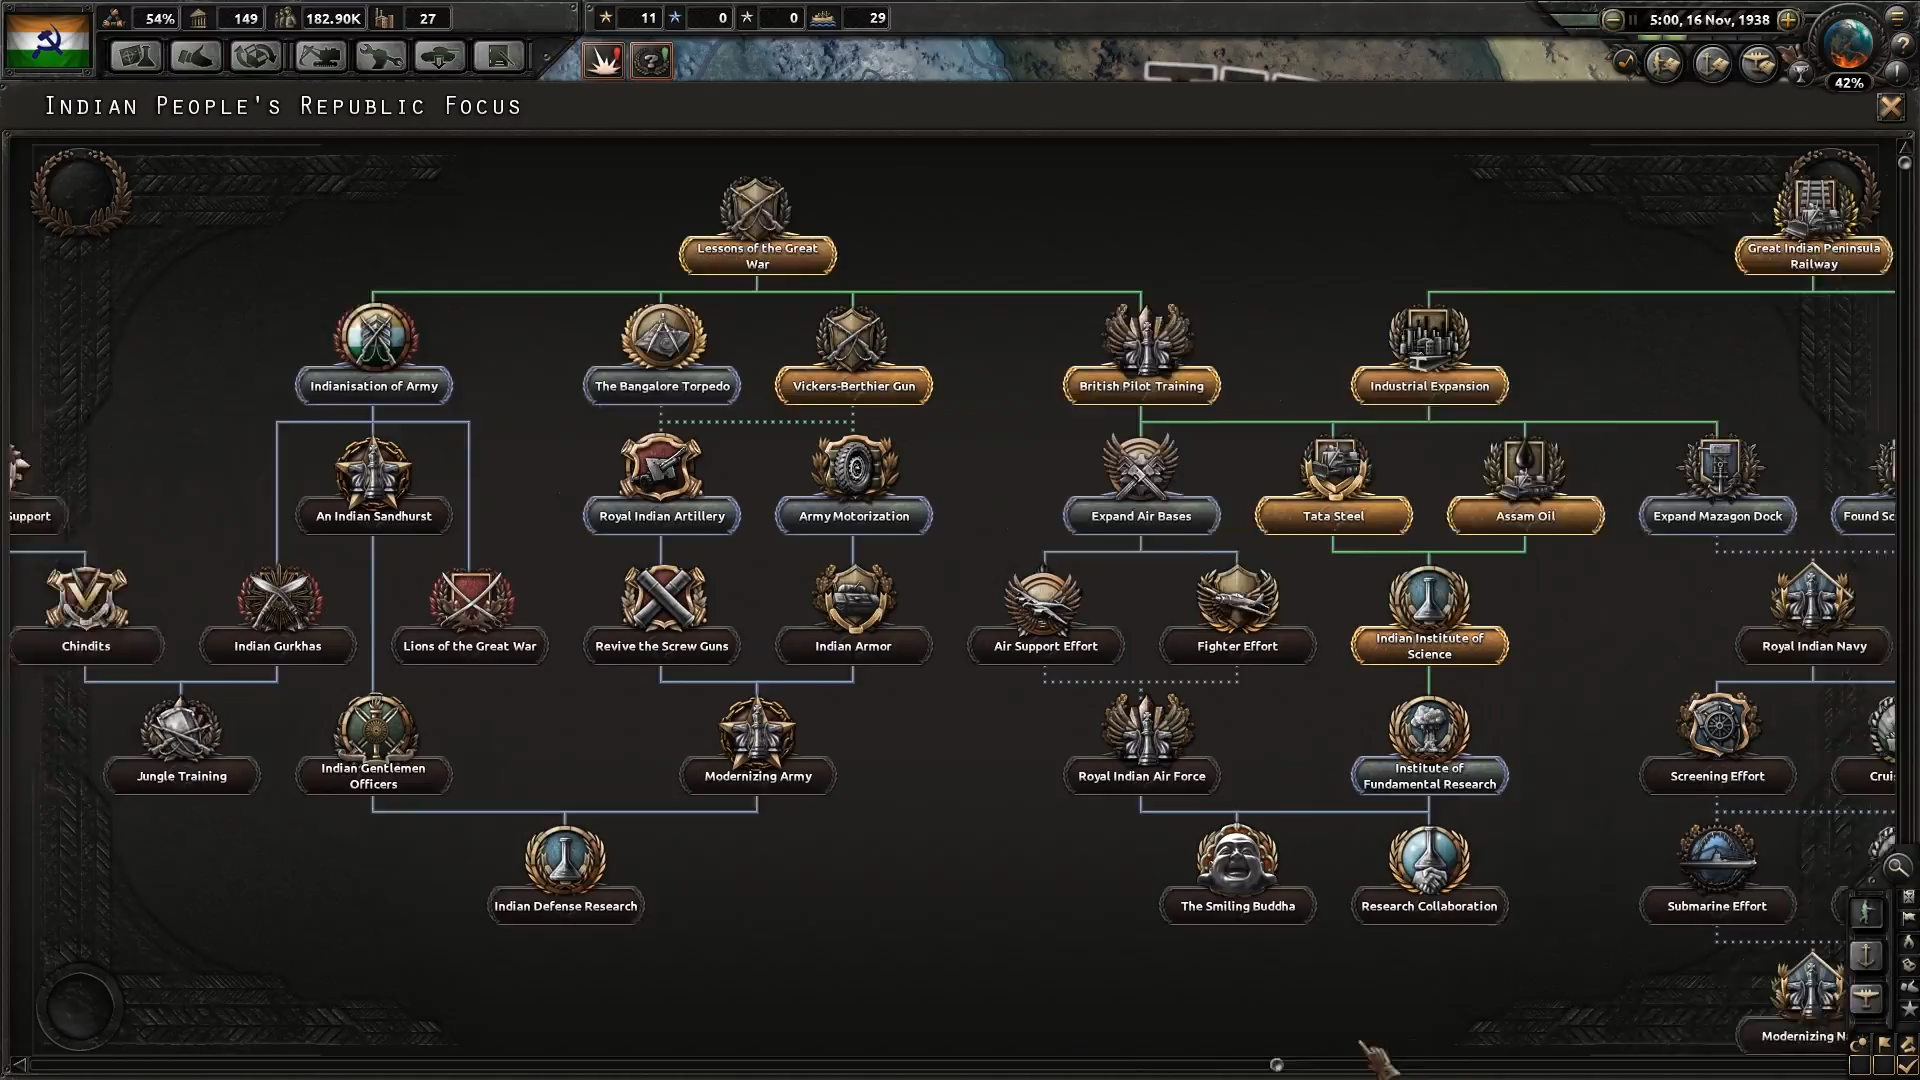 54% 149 182.90K 27 11 0 0 29 5:00, 16 Nov, 1938
42%
Indian People's Republic Focus
Lessons of the Great
War
Great Indian Peninsula
Railway
Indianisation of Army
The Bangalore Torpedo
Vickers-Berthier Gun
British Pilot Training
Industrial Expansion
Support
An Indian Sandhurst
Royal Indian Artillery
Army Motorization
Expand Air Bases
Tata Steel
Assam Oil
Expand Mazagon Dock
Found Sc
Chindits
Indian Gurkhas
Lions of the Great War
Revive the Screw Guns
Indian Armor
Air Support Effort
Fighter Effort
Indian Institute of
Science
Royal Indian Navy
Jungle Training
Indian Gentlemen
Officers
Modernizing Army
Royal Indian Air Force
Institute of
Fundamental Research
Screening Effort
Crui
Indian Defense Research
The Smiling Buddha
Research Collaboration
Submarine Effort
Modernizing N